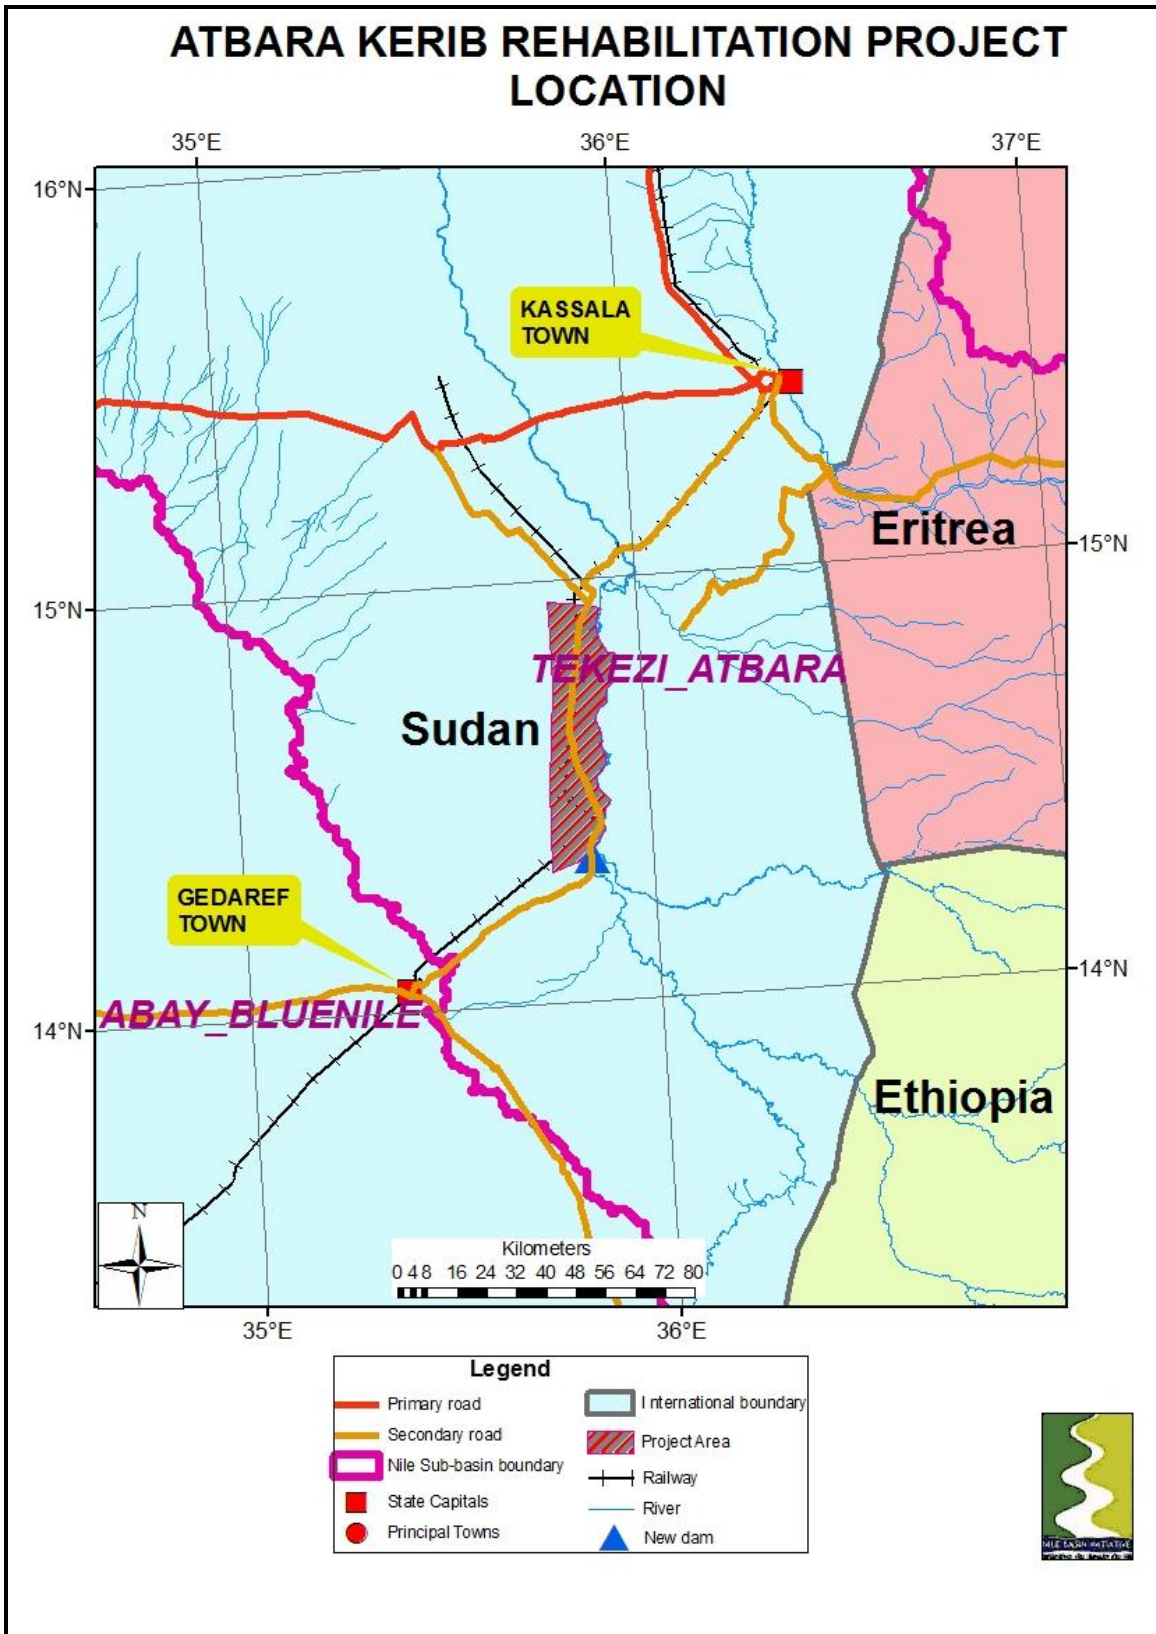 ATBARA KERIB REHABILITATION PROJECT
LOCATION
35°E 36°E 37°E
16°N
KASSALA
TOWN
Eritrea
15°N
15°N
TEKEZI_ATBARA
Sudan
GEDAREF
TOWN
14°N
ABAY_BLUENILE
14°N
Ethiopia
N
Kilometers
0 4 8 16 24 32 40 48 56 64 72 80
35°E 36°E
Legend
Primary road
Secondary road
Nile Sub-basin boundary
State Capitals
Principal Towns
International boundary
Project Area
Railway
River
New dam
NILE BASIN INITIATIVE